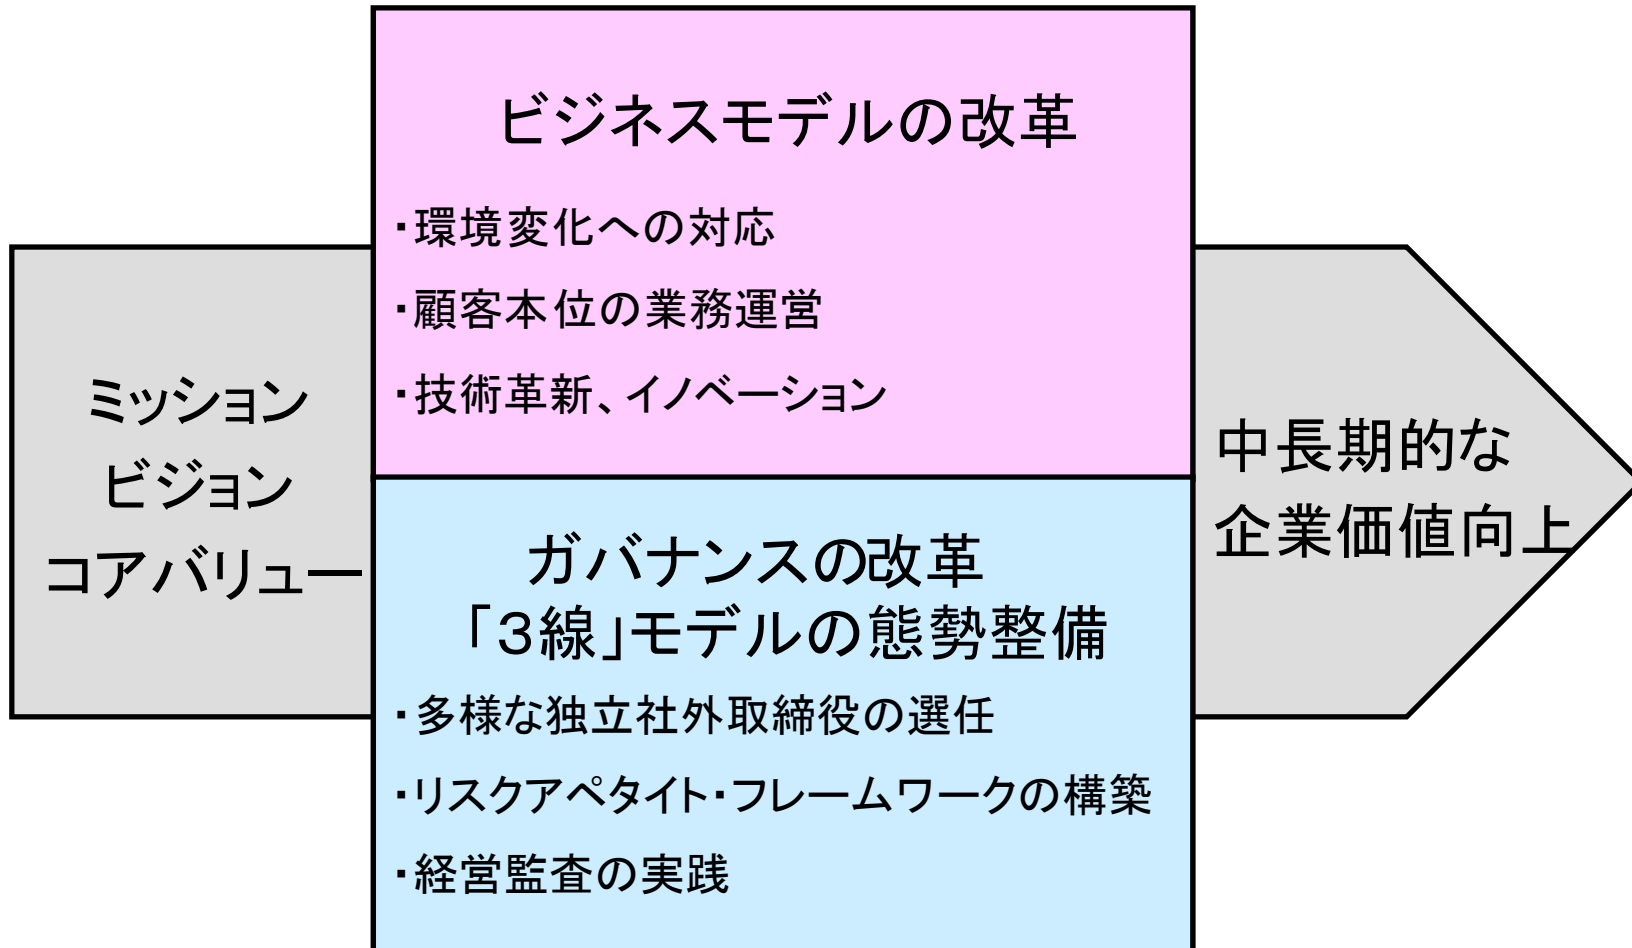 ミッション
ビジョン
コアバリュー
ビジネスモデルの改革
・環境変化への対応
・顧客本位の業務運営
・技術革新、イノベーション
ガバナンスの改革
「３線」モデルの態勢整備
・多様な独立社外取締役の選任
・リスクアペタイト・フレームワークの構築
・経営監査の実践
中長期的な
企業価値向上